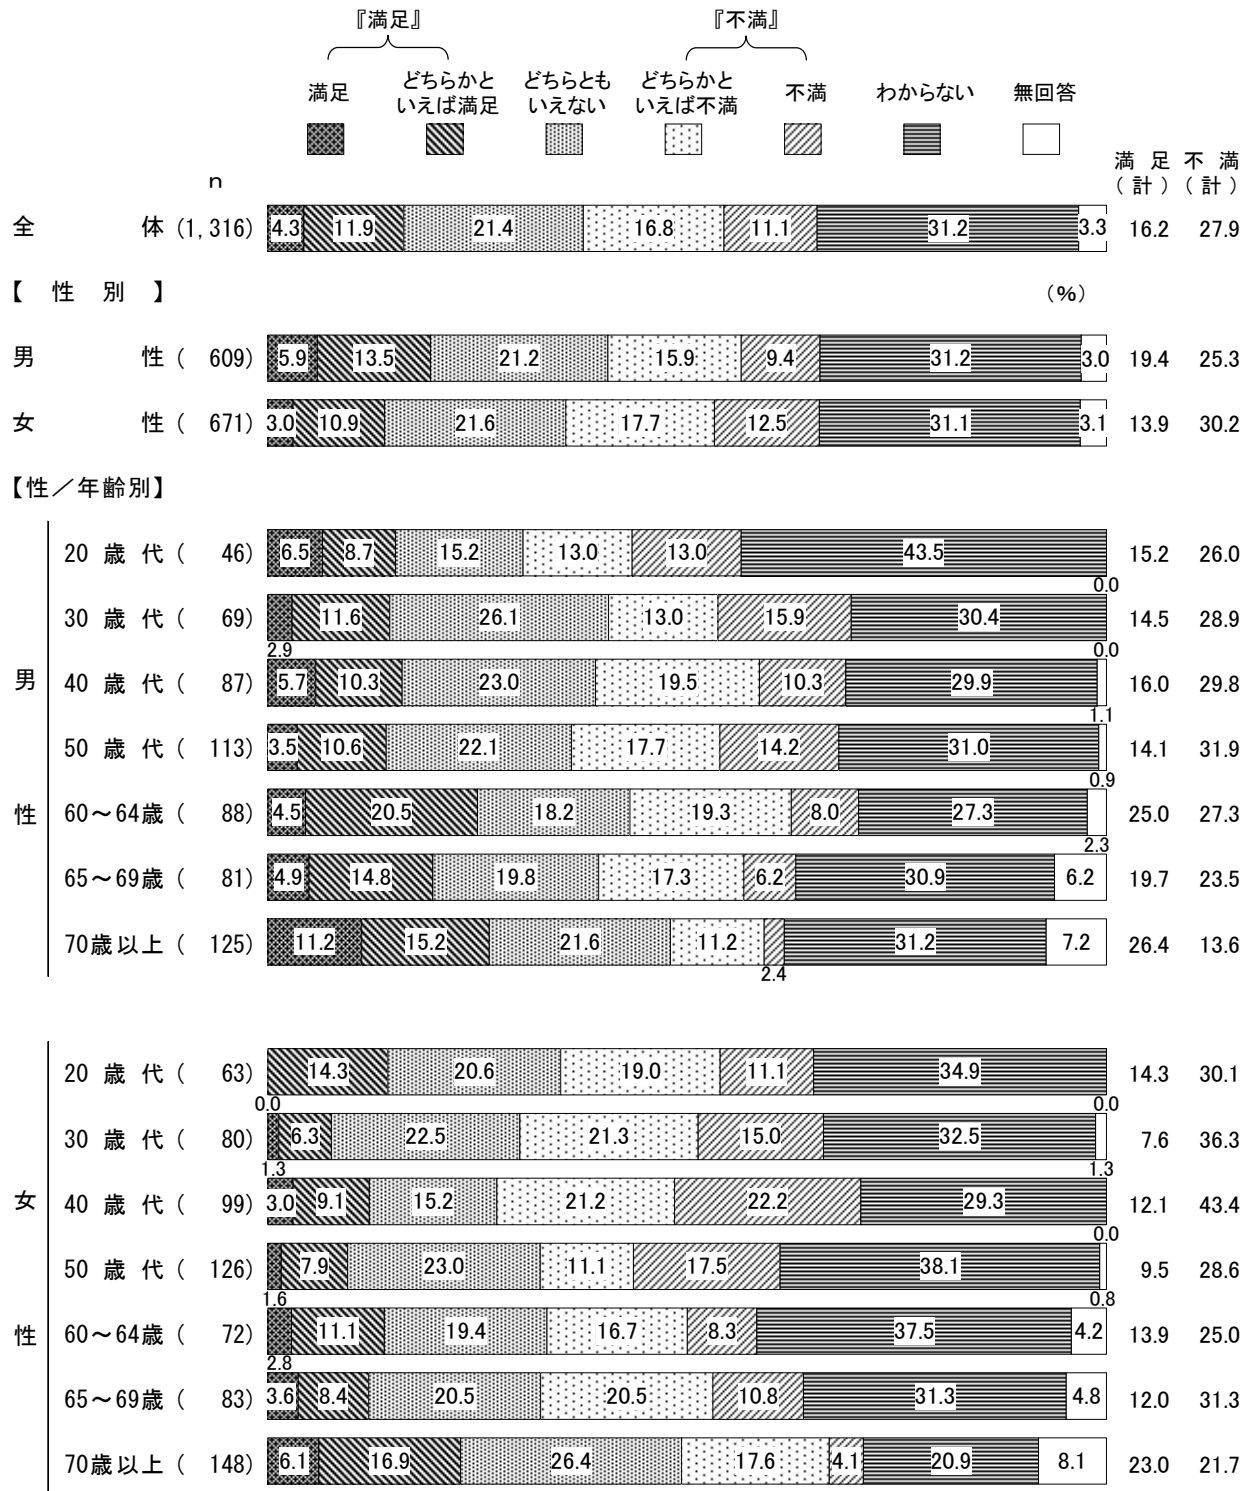 『満足』 『不満』
満足 どちらかと
いえば満足 どちらとも
いえない どちらかと
いえば不満 不満 わからない 無回答
満足
(計) 不満
(計)
n
全体 (1,316) 4.3 11.9 21.4 16.8 11.1 31.2 3.3 16.2 27.9
【性別】 (%)
男性 (609) 5.9 13.5 21.2 15.9 9.4 31.2 3.0 19.4 25.3
女性 (671) 3.0 10.9 21.6 17.7 12.5 31.1 3.1 13.9 30.2
【性／年齢別】
男性
20歳代 (46) 6.5 8.7 15.2 13.0 13.0 43.5 0.0 15.2 26.0
30歳代 (69) 2.9 11.6 26.1 13.0 15.9 30.4 0.0 14.5 28.9
40歳代 (87) 5.7 10.3 23.0 19.5 10.3 29.9 1.1 16.0 29.8
50歳代 (113) 3.5 10.6 22.1 17.7 14.2 31.0 0.9 14.1 31.9
60～64歳 (88) 4.5 20.5 18.2 19.3 8.0 27.3 2.3 25.0 27.3
65～69歳 (81) 4.9 14.8 19.8 17.3 6.2 30.9 6.2 19.7 23.5
70歳以上 (125) 11.2 15.2 21.6 11.2 2.4 31.2 7.2 26.4 13.6
女性
20歳代 (63) 0.0 14.3 20.6 19.0 11.1 34.9 0.0 14.3 30.1
30歳代 (80) 1.3 6.3 22.5 21.3 15.0 32.5 1.3 7.6 36.3
40歳代 (99) 3.0 9.1 15.2 21.2 22.2 29.3 0.0 12.1 43.4
50歳代 (126) 1.6 7.9 23.0 11.1 17.5 38.1 0.8 9.5 28.6
60～64歳 (72) 2.8 11.1 19.4 16.7 8.3 37.5 4.2 13.9 25.0
65～69歳 (83) 3.6 8.4 20.5 20.5 10.8 31.3 4.8 12.0 31.3
70歳以上 (148) 6.1 16.9 26.4 17.6 4.1 20.9 8.1 23.0 21.7